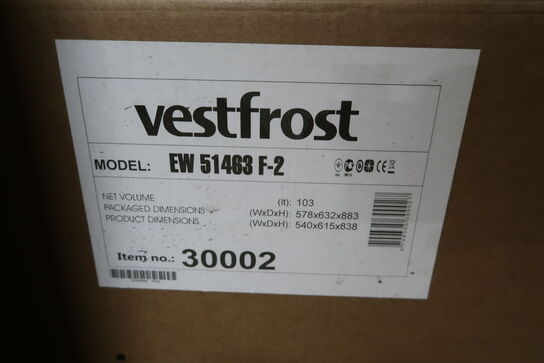 vestfrost
MODEL: EW 51463 F-2
NET VOLUME (lt): 103
PACKAGED DIMENSIONS (WxDxH): 578x632x883
PRODUCT DIMENSIONS (WxDxH): 540x615x838
Item no.: 30002